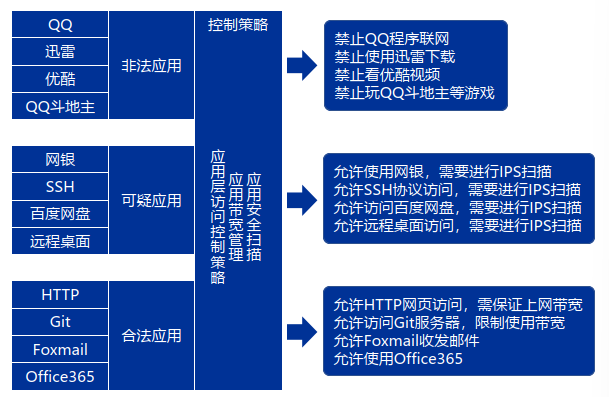 QQ
迅雷
优酷
QQ斗地主
非法应用
控制策略
禁止QQ程序联网
禁止使用迅雷下载
禁止看优酷视频
禁止玩QQ斗地主等游戏
网银
SSH
百度网盘
远程桌面
可疑应用
应用层访问控制策略
应用带宽管理
应用安全扫描
允许使用网银，需要进行IPS扫描
允许SSH协议访问，需要进行IPS扫描
允许访问百度网盘，需要进行IPS扫描
允许远程桌面访问，需要进行IPS扫描
HTTP
Git
Foxmail
Office365
合法应用
允许HTTP网页访问，需保证上网带宽
允许访问Git服务器，限制使用带宽
允许Foxmail收发邮件
允许使用Office365